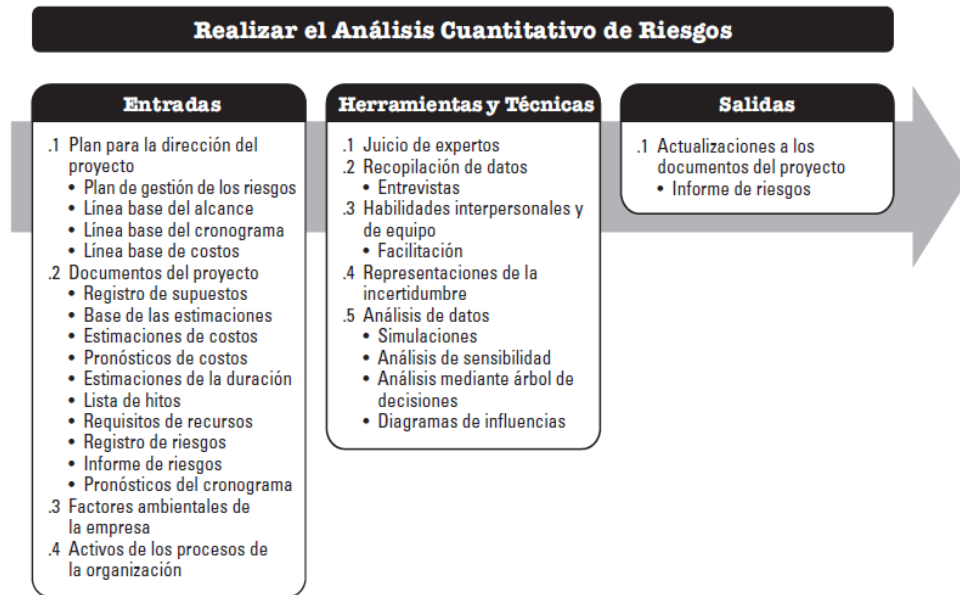 Realizar el Análisis Cuantitativo de Riesgos
Entradas
.1 Plan para la dirección del
proyecto
• Plan de gestión de los riesgos
• Línea base del alcance
• Línea base del cronograma
• Línea base de costos
.2 Documentos del proyecto
• Registro de supuestos
• Base de las estimaciones
• Estimaciones de costos
• Pronósticos de costos
• Estimaciones de la duración
• Lista de hitos
• Requisitos de recursos
• Registro de riesgos
• Informe de riesgos
• Pronósticos del cronograma
.3 Factores ambientales de
la empresa
.4 Activos de los procesos de
la organización
Herramientas y Técnicas
.1 Juicio de expertos
.2 Recopilación de datos
• Entrevistas
.3 Habilidades interpersonales y
de equipo
• Facilitación
.4 Representaciones de la
incertidumbre
.5 Análisis de datos
• Simulaciones
• Análisis de sensibilidad
• Análisis mediante árbol de
decisiones
• Diagramas de influencias
Salidas
.1 Actualizaciones a los
documentos del proyecto
• Informe de riesgos